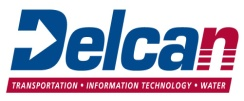 Delcan
TRANSPORTATION • INFORMATION TECHNOLOGY • WATER